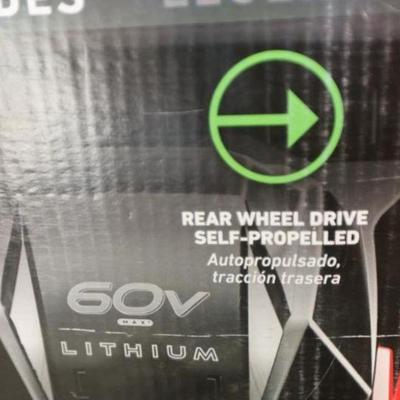 REAR WHEEL DRIVE
SELF-PROPELLED
Autopropulsado,
tracción trasera
60V
MAX*
LITHIUM